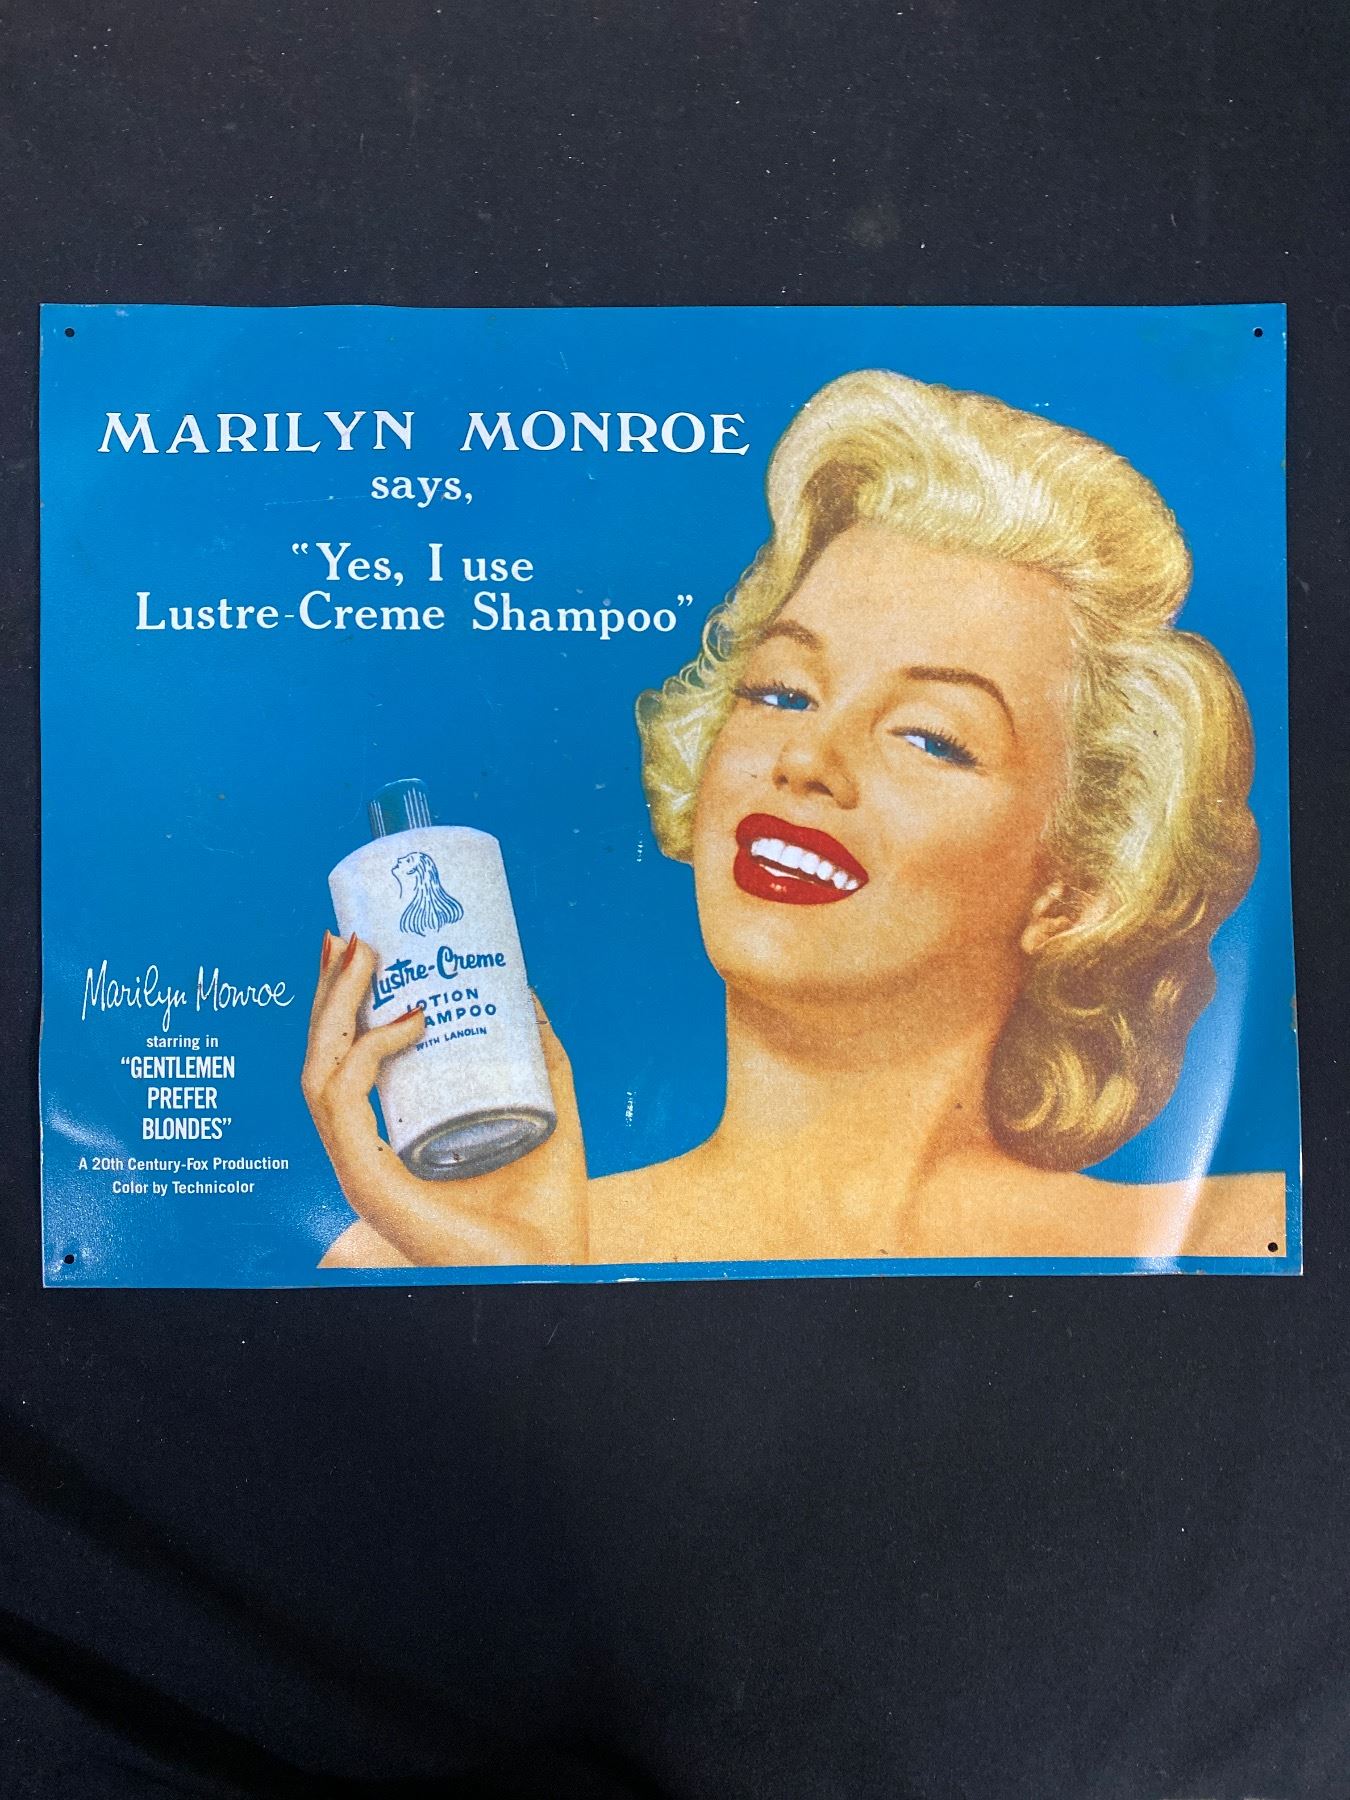 MARILYN MONROE
says,
"Yes, I use
Lustre-Creme Shampoo"
Lustre-Creme
LOTION
AMPOO
WITH LANOLIN
Marilyn Monroe
starring in
"GENTLEMEN
PREFER
BLONDES"
A 20th Century-Fox Production
Color by Technicolor